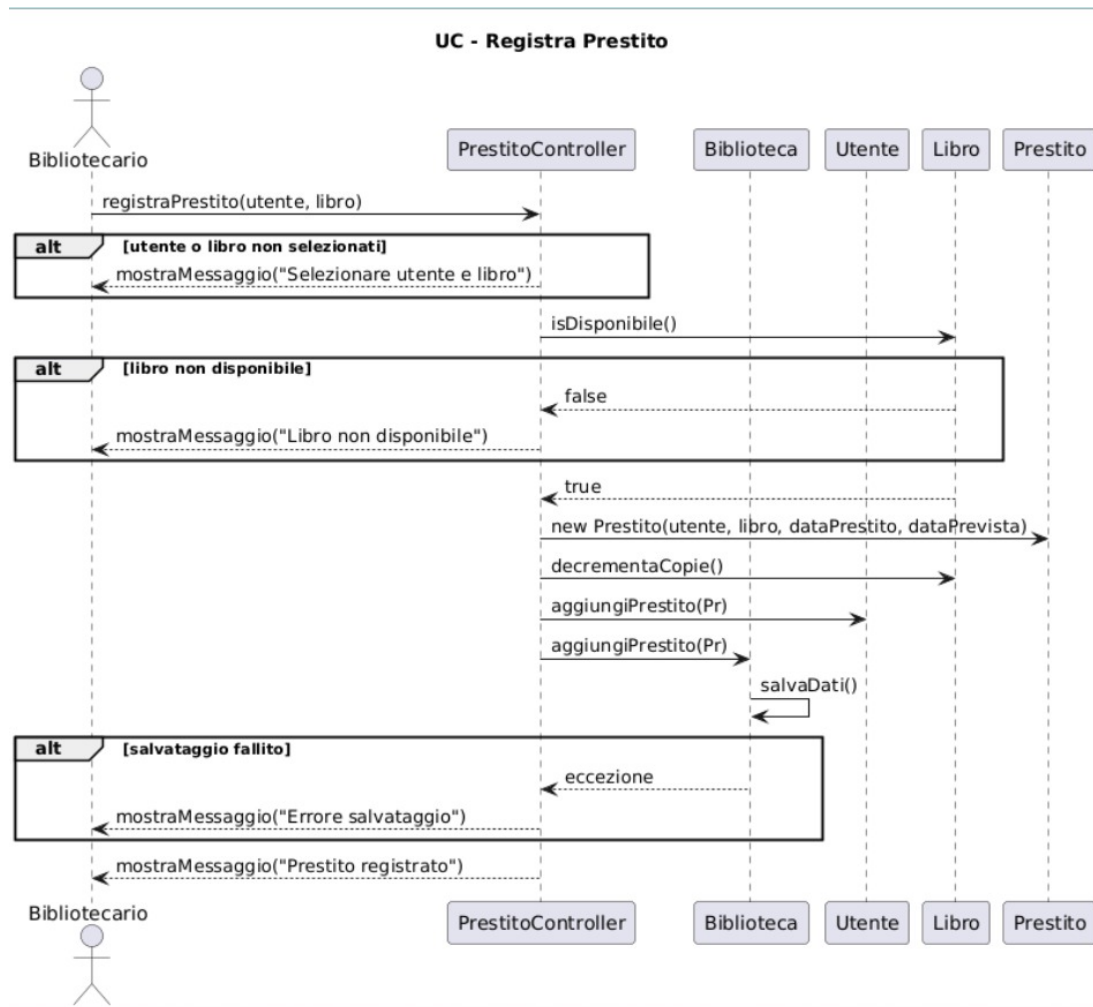 UC - Registra Prestito
Bibliotecario
PrestitoController
Biblioteca
Utente
Libro
Prestito
registraPrestito(utente, libro)
alt [utente o libro non selezionati]
mostraMessaggio("Selezionare utente e libro")
isDisponibile()
alt [libro non disponibile]
false
mostraMessaggio("Libro non disponibile")
true
new Prestito(utente, libro, dataPrestito, dataPrevista)
decrementaCopie()
aggiungiPrestito(Pr)
aggiungiPrestito(Pr)
salvaDati()
alt [salvataggio fallito]
eccezione
mostraMessaggio("Errore salvataggio")
mostraMessaggio("Prestito registrato")
Bibliotecario
PrestitoController
Biblioteca
Utente
Libro
Prestito